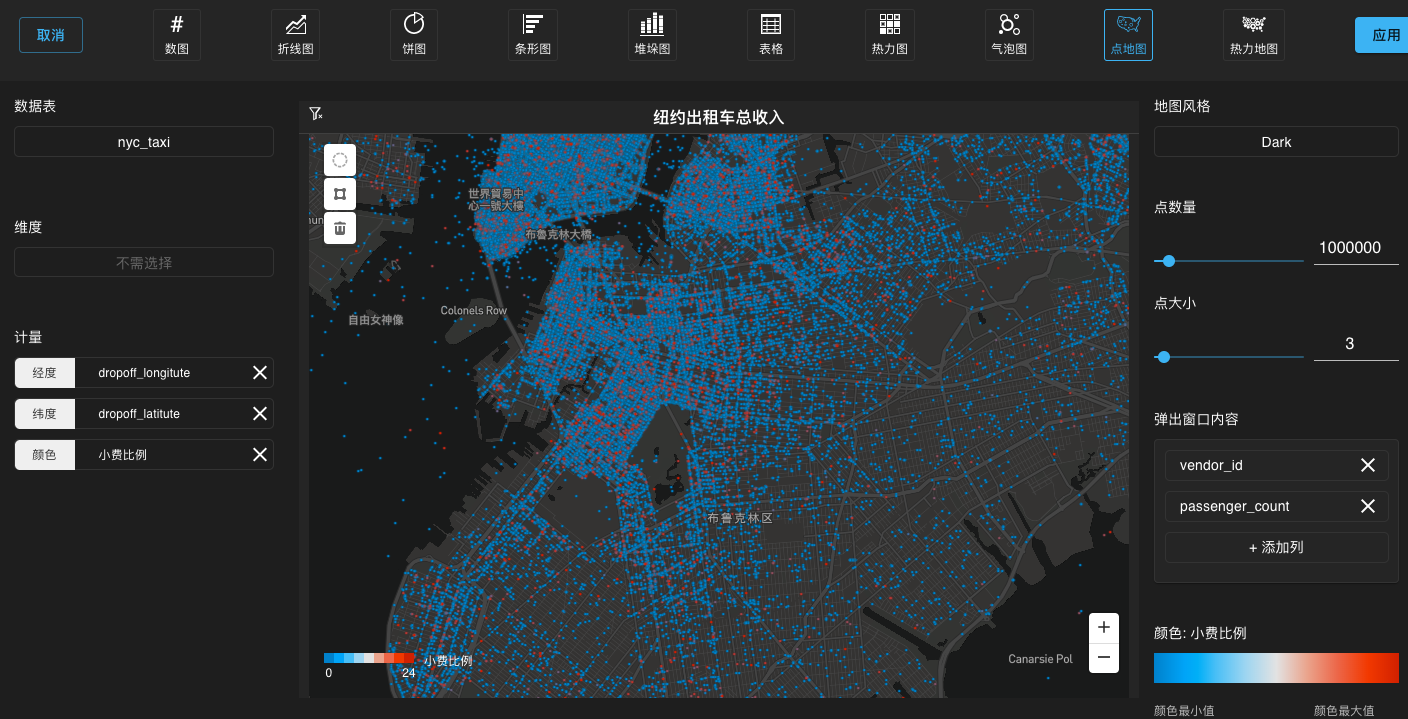 取消
数图
折线图
饼图
条形图
堆垛图
表格
热力图
气泡图
点地图
热力地图
应用
数据表
nyc_taxi
维度
不需选择
计量
经度
dropoff_longitute
纬度
dropoff_latitute
颜色
小费比例
纽约出租车总收入
世界貿易中
心一號大樓
布魯克林大橋
Colonels Row
自由女神像
布魯克林区
Canarsie Pol
小费比例
0
24
+
−
地图风格
Dark
点数量
1000000
点大小
3
弹出窗口内容
vendor_id
passenger_count
+ 添加列
颜色: 小费比例
颜色最小值
颜色最大值